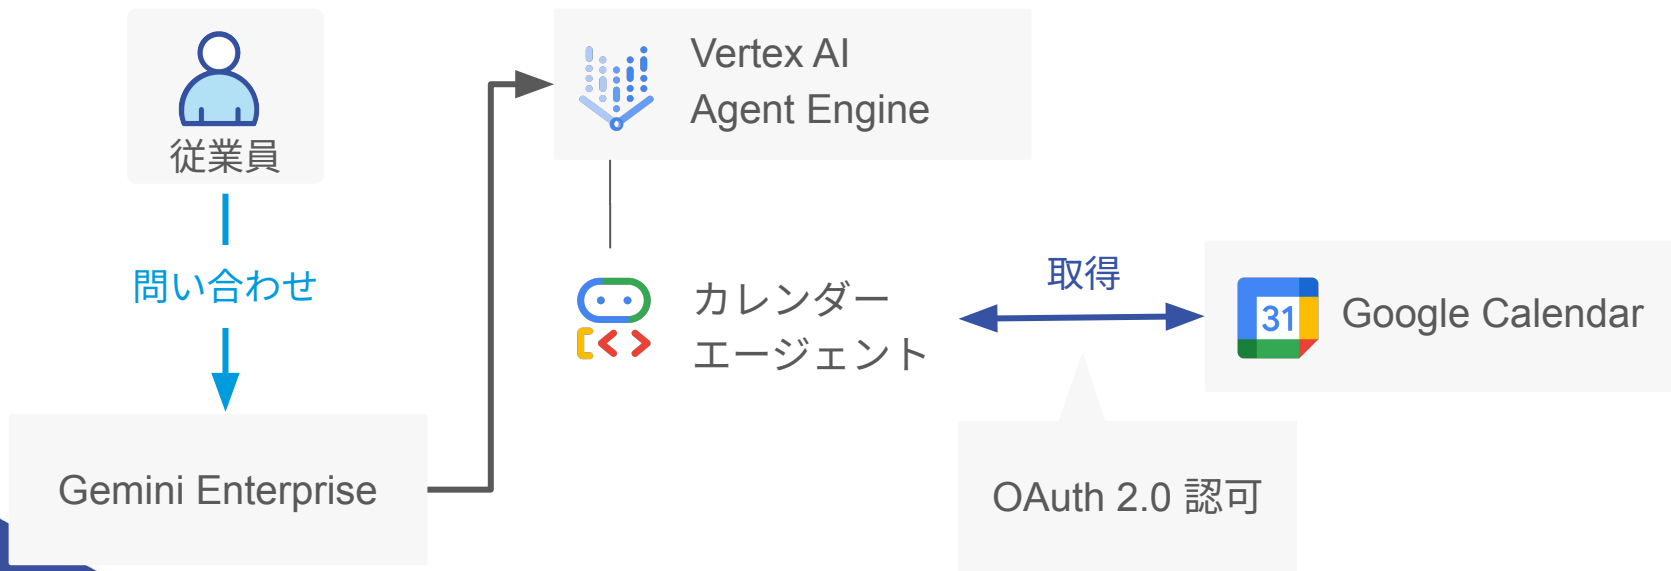 従業員
問い合わせ
Gemini Enterprise
Vertex AI
Agent Engine
カレンダー
エージェント
取得
31
Google Calendar
OAuth 2.0 認可